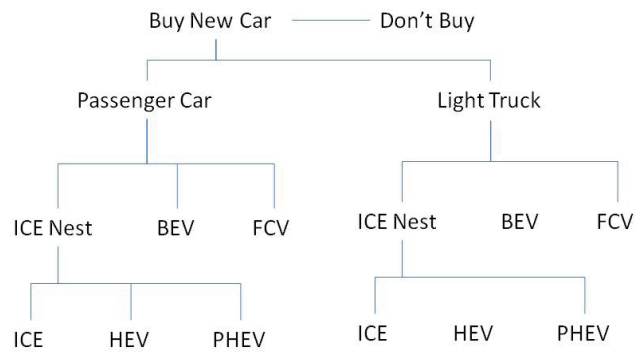 Buy New Car Don't Buy
Passenger Car Light Truck
ICE Nest BEV FCV ICE Nest BEV FCV
ICE HEV PHEV ICE HEV PHEV